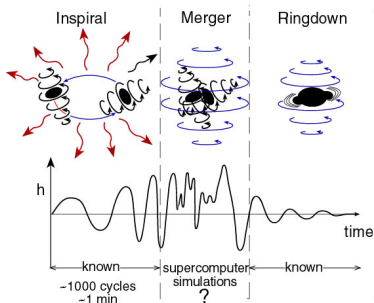 Inspiral
Merger
Ringdown
h
time
known
supercomputer
simulations
?
known
~1000 cycles
~1 min